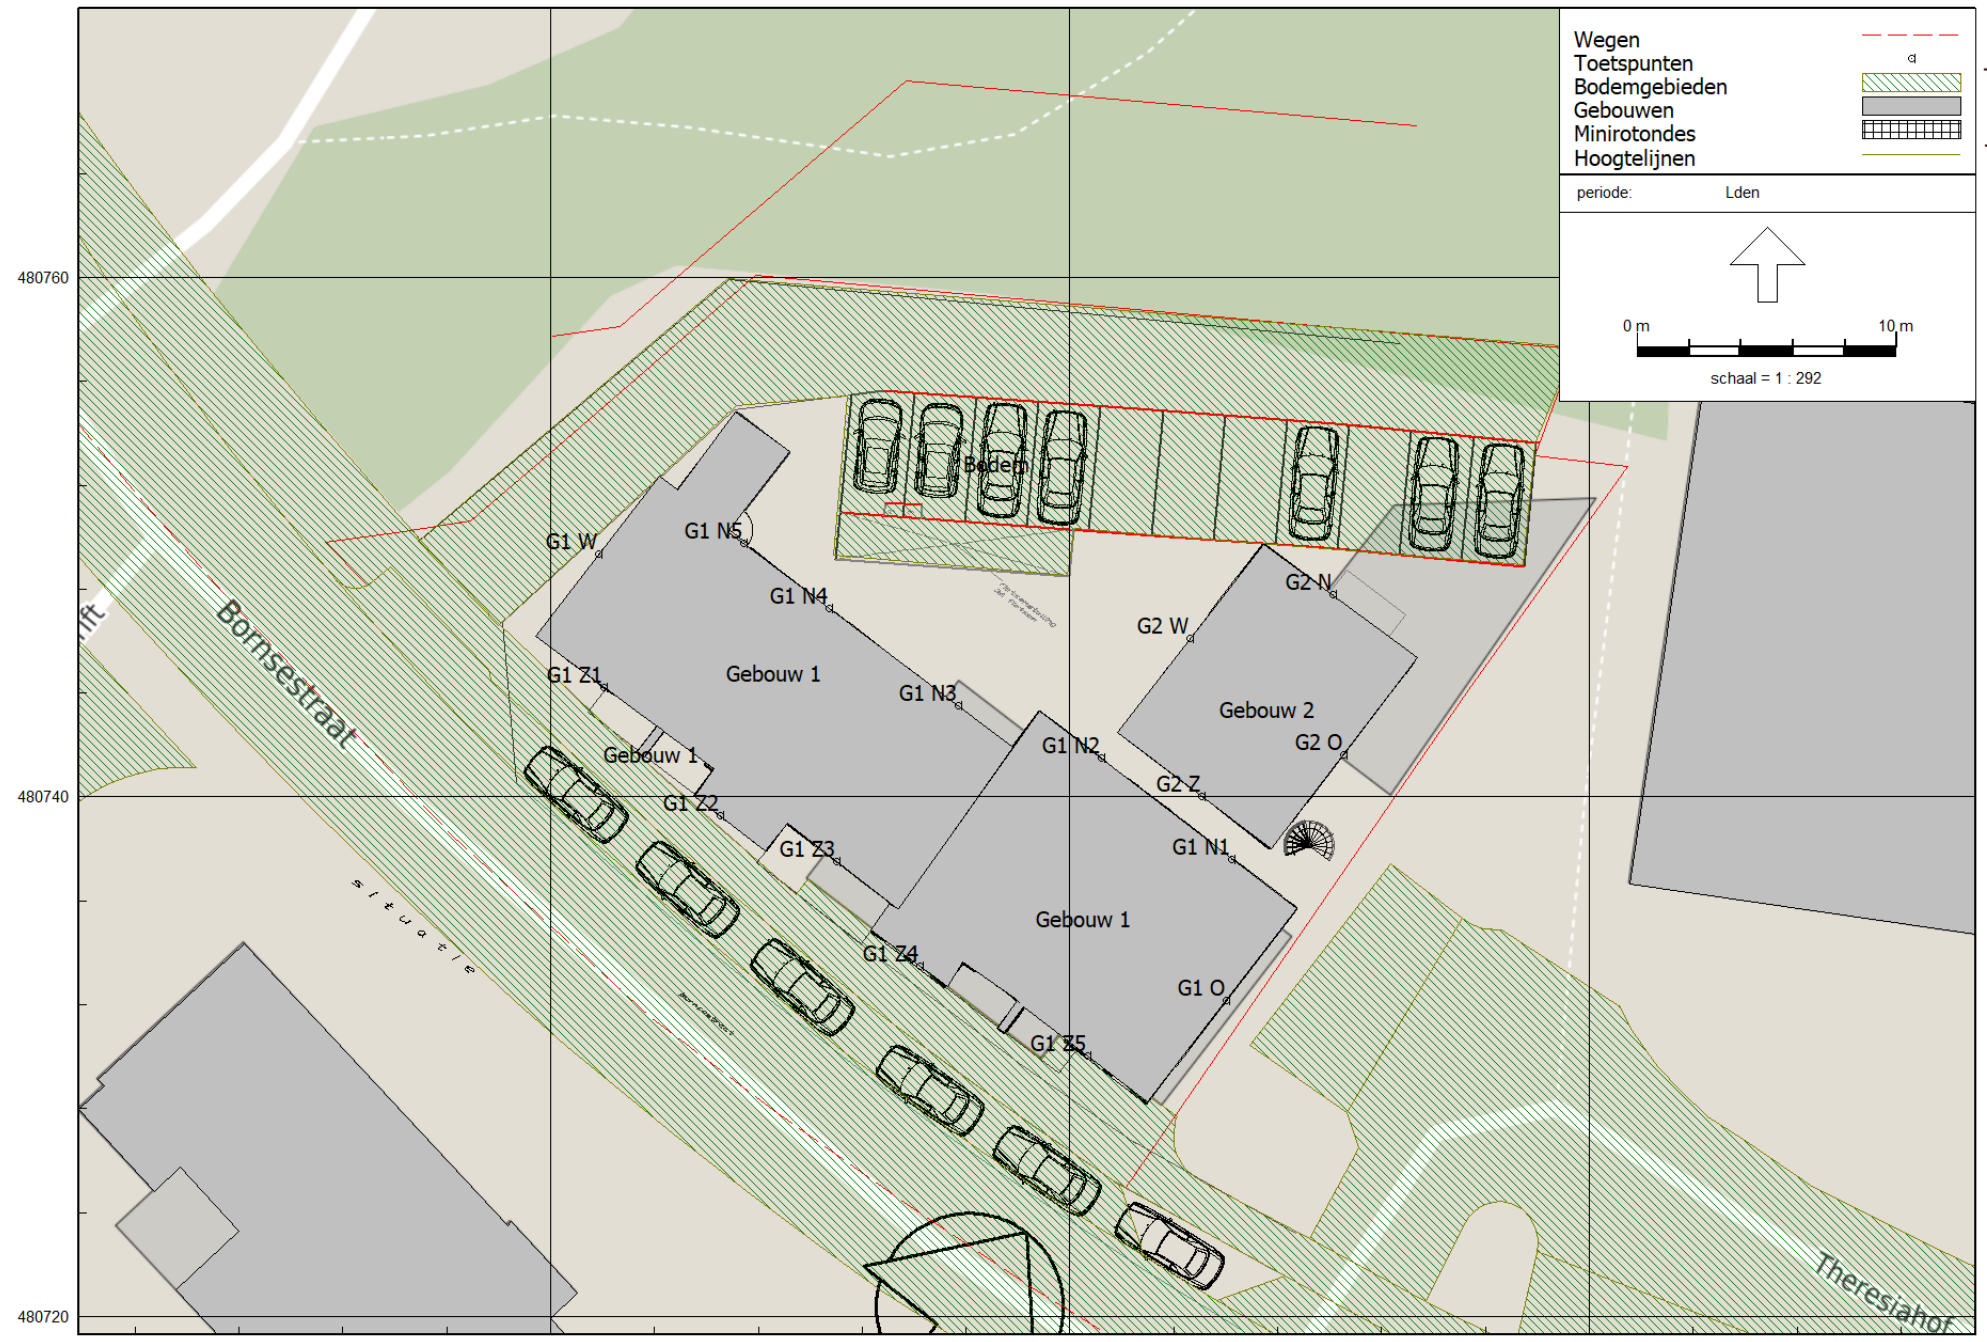 Wegen
Toetspunten
Bodemgebieden
Gebouwen
Minirotondes
Hoogtelijnen
periode: Lden
0 m 10 m
schaal = 1 : 292
480760
480740
480720
Bodem
G1 W
G1 N5
G1 N4
G1 N3
G1 N2
G1 N1
G1 Z1
G1 Z2
G1 Z3
G1 Z4
G1 Z5
G1 O
G2 N
G2 W
G2 O
G2 Z
Gebouw 1
Gebouw 1
Gebouw 1
Gebouw 2
Bornsestraat
situatie
Bornsestraat
Theresiahof